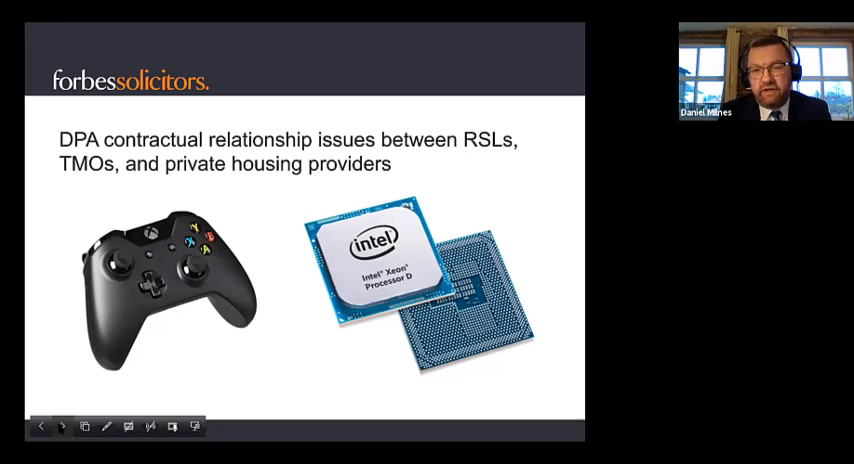 forbessolicitors.
DPA contractual relationship issues between RSLs,
TMOs, and private housing providers
Y
X
B
A
intel
Intel® Xeon®
Processor D
Daniel Milnes